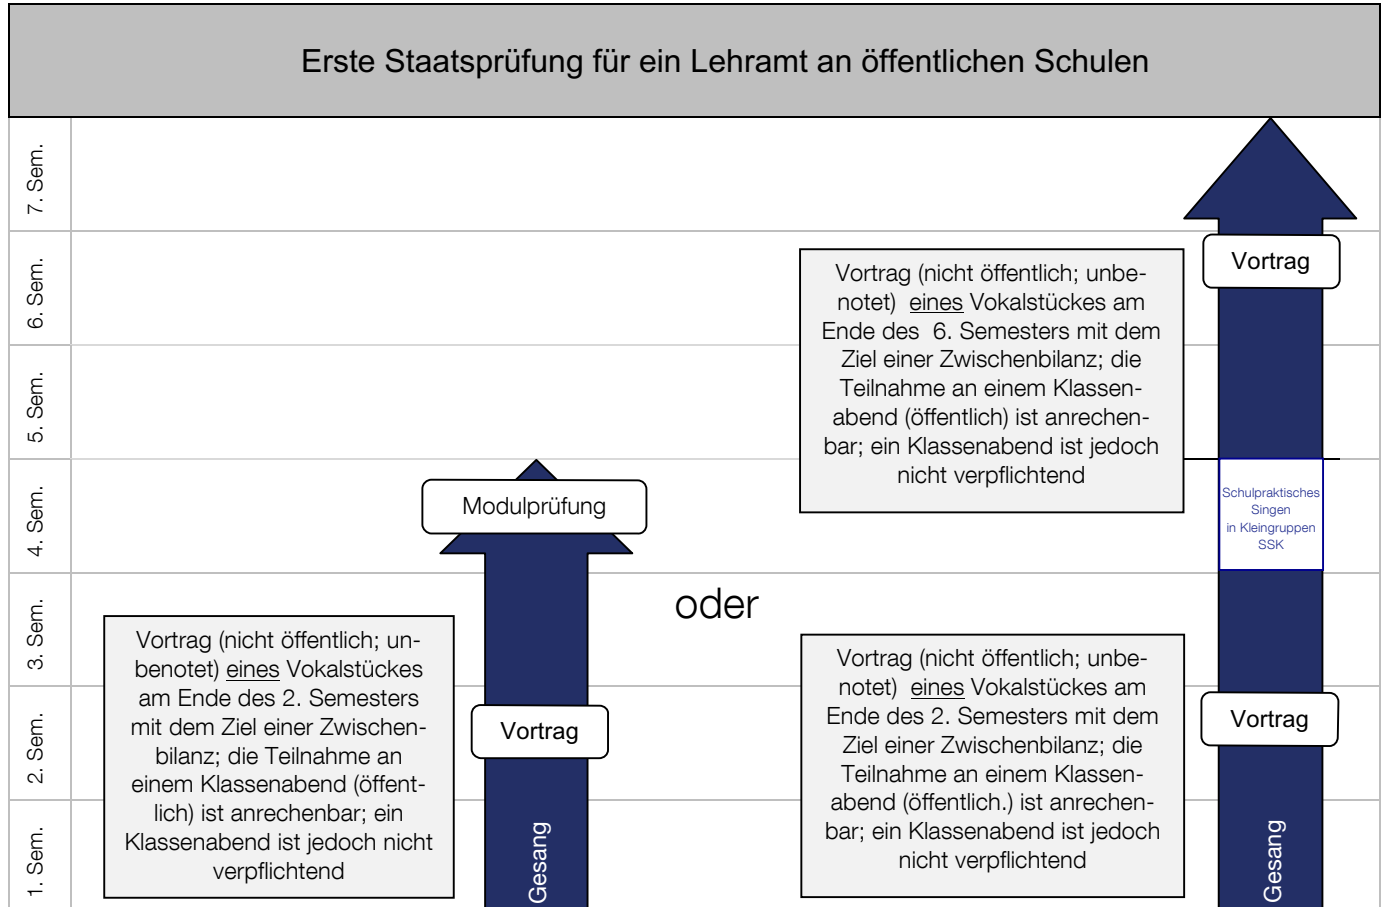 Erste Staatsprüfung für ein Lehramt an öffentlichen Schulen
7. Sem.
6. Sem.
5. Sem.
4. Sem.
3. Sem.
2. Sem.
1. Sem.
Modulprüfung
Vortrag (nicht öffentlich; un-
benotet) eines Vokalstückes
am Ende des 2. Semesters
mit dem Ziel einer Zwischen-
bilanz; die Teilnahme an
einem Klassenabend (öffent-
lich) ist anrechenbar; ein
Klassenabend ist jedoch nicht
verpflichtend
Vortrag
Gesang
oder
Vortrag (nicht öffentlich; unbe-
notet)  eines Vokalstückes am
Ende des  6. Semesters mit dem
Ziel einer Zwischenbilanz; die
Teilnahme an einem Klassen-
abend (öffentlich) ist anrechen-
bar; ein Klassenabend ist jedoch
nicht verpflichtend
Vortrag
Schulpraktisches
Singen
in Kleingruppen
SSK
Vortrag (nicht öffentlich; unbe-
notet)  eines Vokalstückes am
Ende des 2. Semesters mit dem
Ziel einer Zwischenbilanz; die
Teilnahme an einem Klassen-
abend (öffentlich.) ist anrechen-
bar; ein Klassenabend ist jedoch
nicht verpflichtend
Vortrag
Gesang